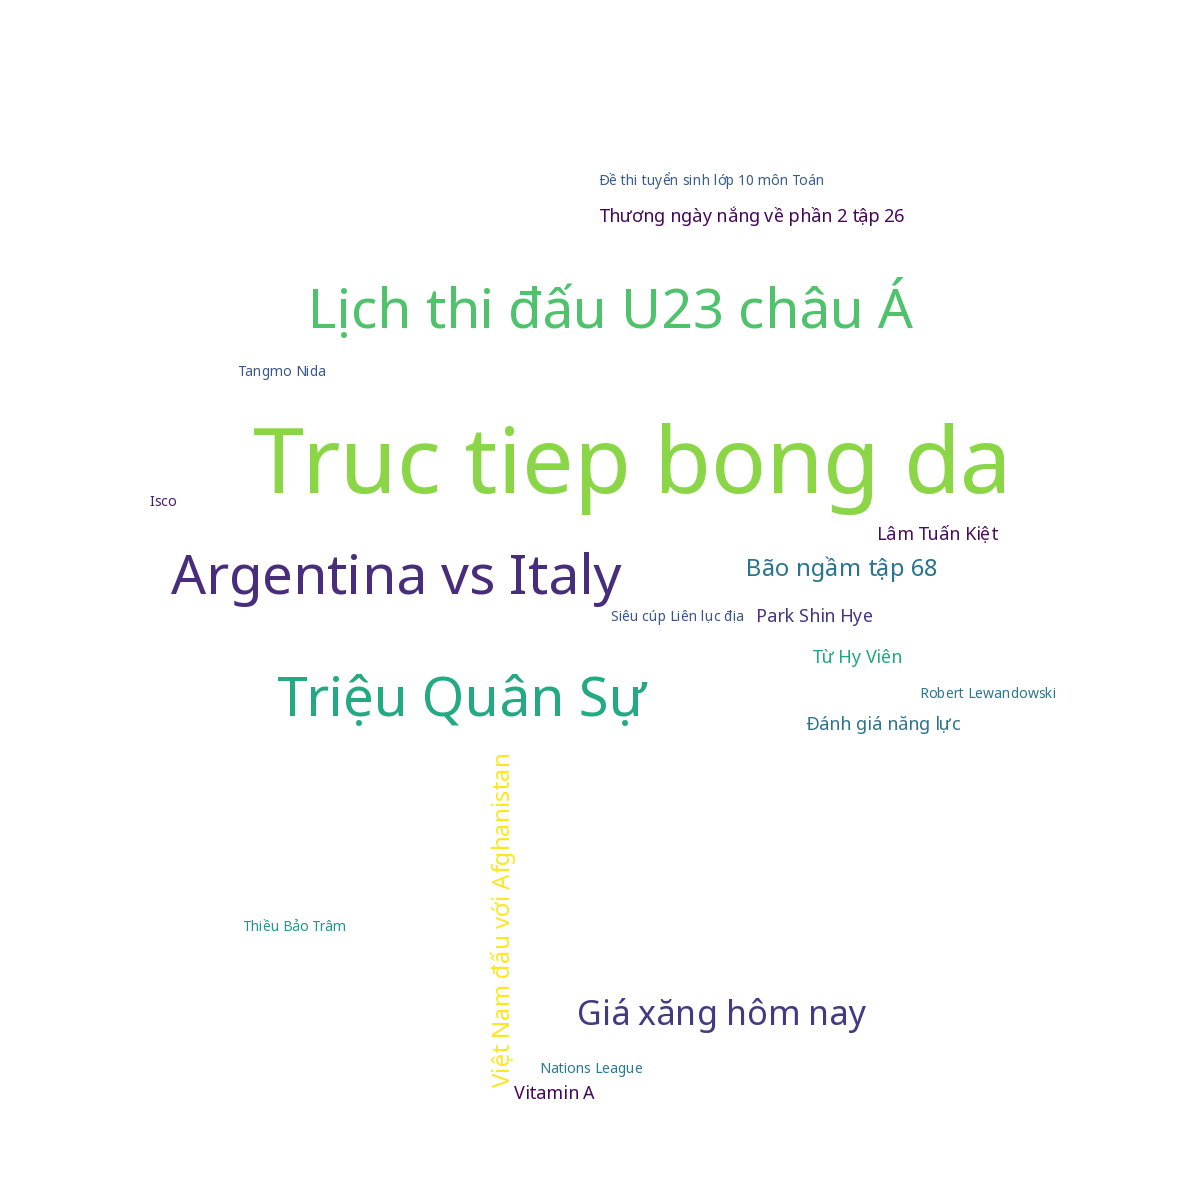 Đề thi tuyển sinh lớp 10 môn Toán
Thương ngày nắng về phần 2 tập 26
Lịch thi đấu U23 châu Á
Tangmo Nida
Truc tiep bong da
Isco
Lâm Tuấn Kiệt
Argentina vs Italy
Bão ngầm tập 68
Siêu cúp Liên lục địa
Park Shin Hye
Từ Hy Viên
Triệu Quân Sự
Robert Lewandowski
Đánh giá năng lực
Việt Nam đấu với Afghanistan
Thiều Bảo Trâm
Giá xăng hôm nay
Nations League
Vitamin A